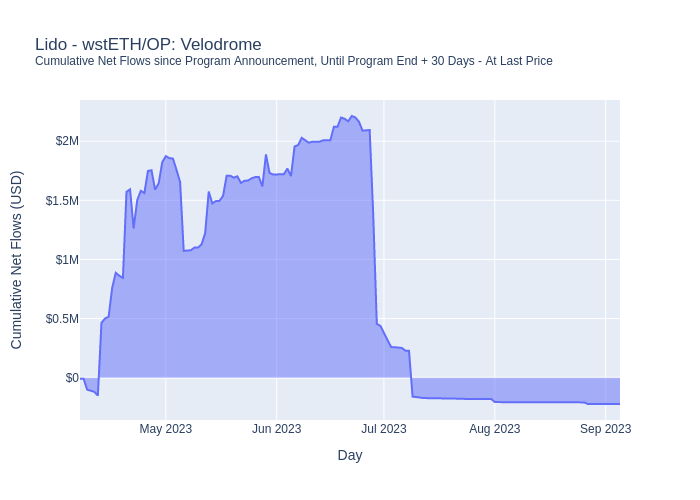 Lido - wstETH/OP: Velodrome
Cumulative Net Flows since Program Announcement, Until Program End + 30 Days - At Last Price
Cumulative Net Flows (USD)
$2M
$1.5M
$1M
$0.5M
$0
May 2023
Jun 2023
Jul 2023
Aug 2023
Sep 2023
Day